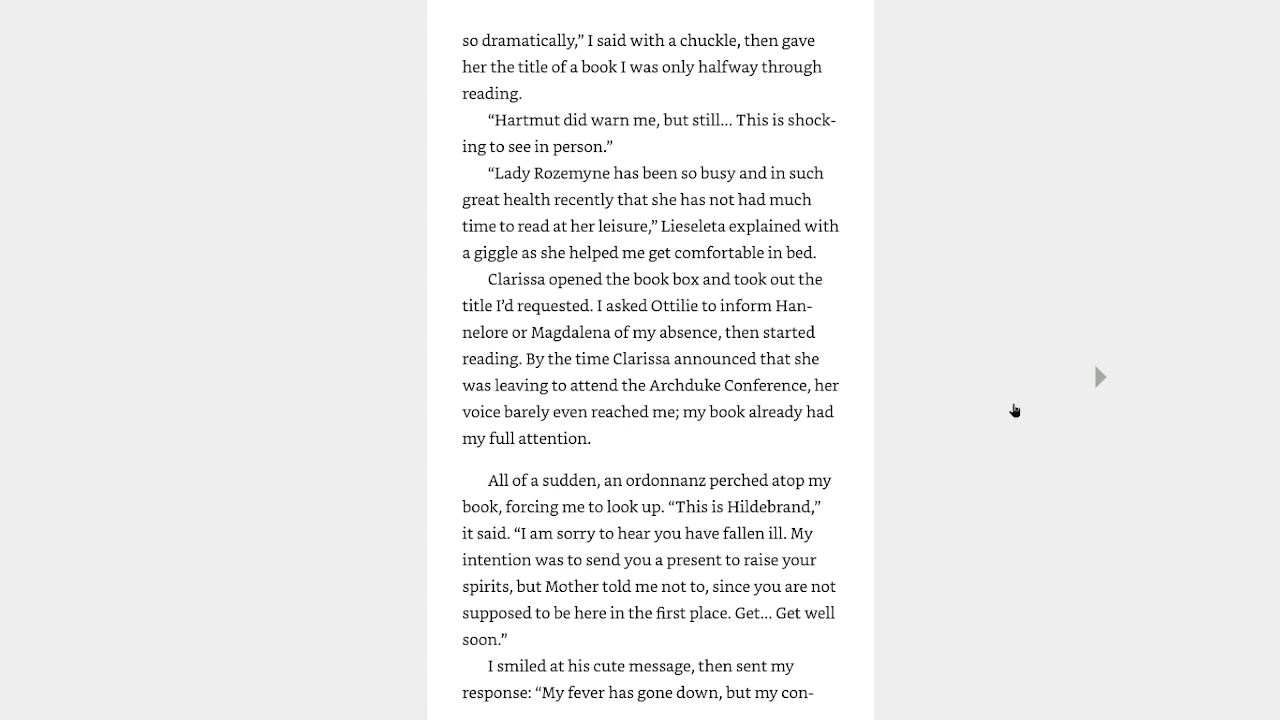 so dramatically,” I said with a chuckle, then gave
her the title of a book I was only halfway through
reading.
“Hartmut did warn me, but still... This is shock-
ing to see in person.”
“Lady Rozemyne has been so busy and in such
great health recently that she has not had much
time to read at her leisure,” Lieseleta explained with
a giggle as she helped me get comfortable in bed.
Clarissa opened the book box and took out the
title I’d requested. I asked Ottilie to inform Han-
nelore or Magdalena of my absence, then started
reading. By the time Clarissa announced that she
was leaving to attend the Archduke Conference, her
voice barely even reached me; my book already had
my full attention.
All of a sudden, an ordonnanz perched atop my
book, forcing me to look up. “This is Hildebrand,”
it said. “I am sorry to hear you have fallen ill. My
intention was to send you a present to raise your
spirits, but Mother told me not to, since you are not
supposed to be here in the first place. Get... Get well
soon.”
I smiled at his cute message, then sent my
response: “My fever has gone down, but my con-